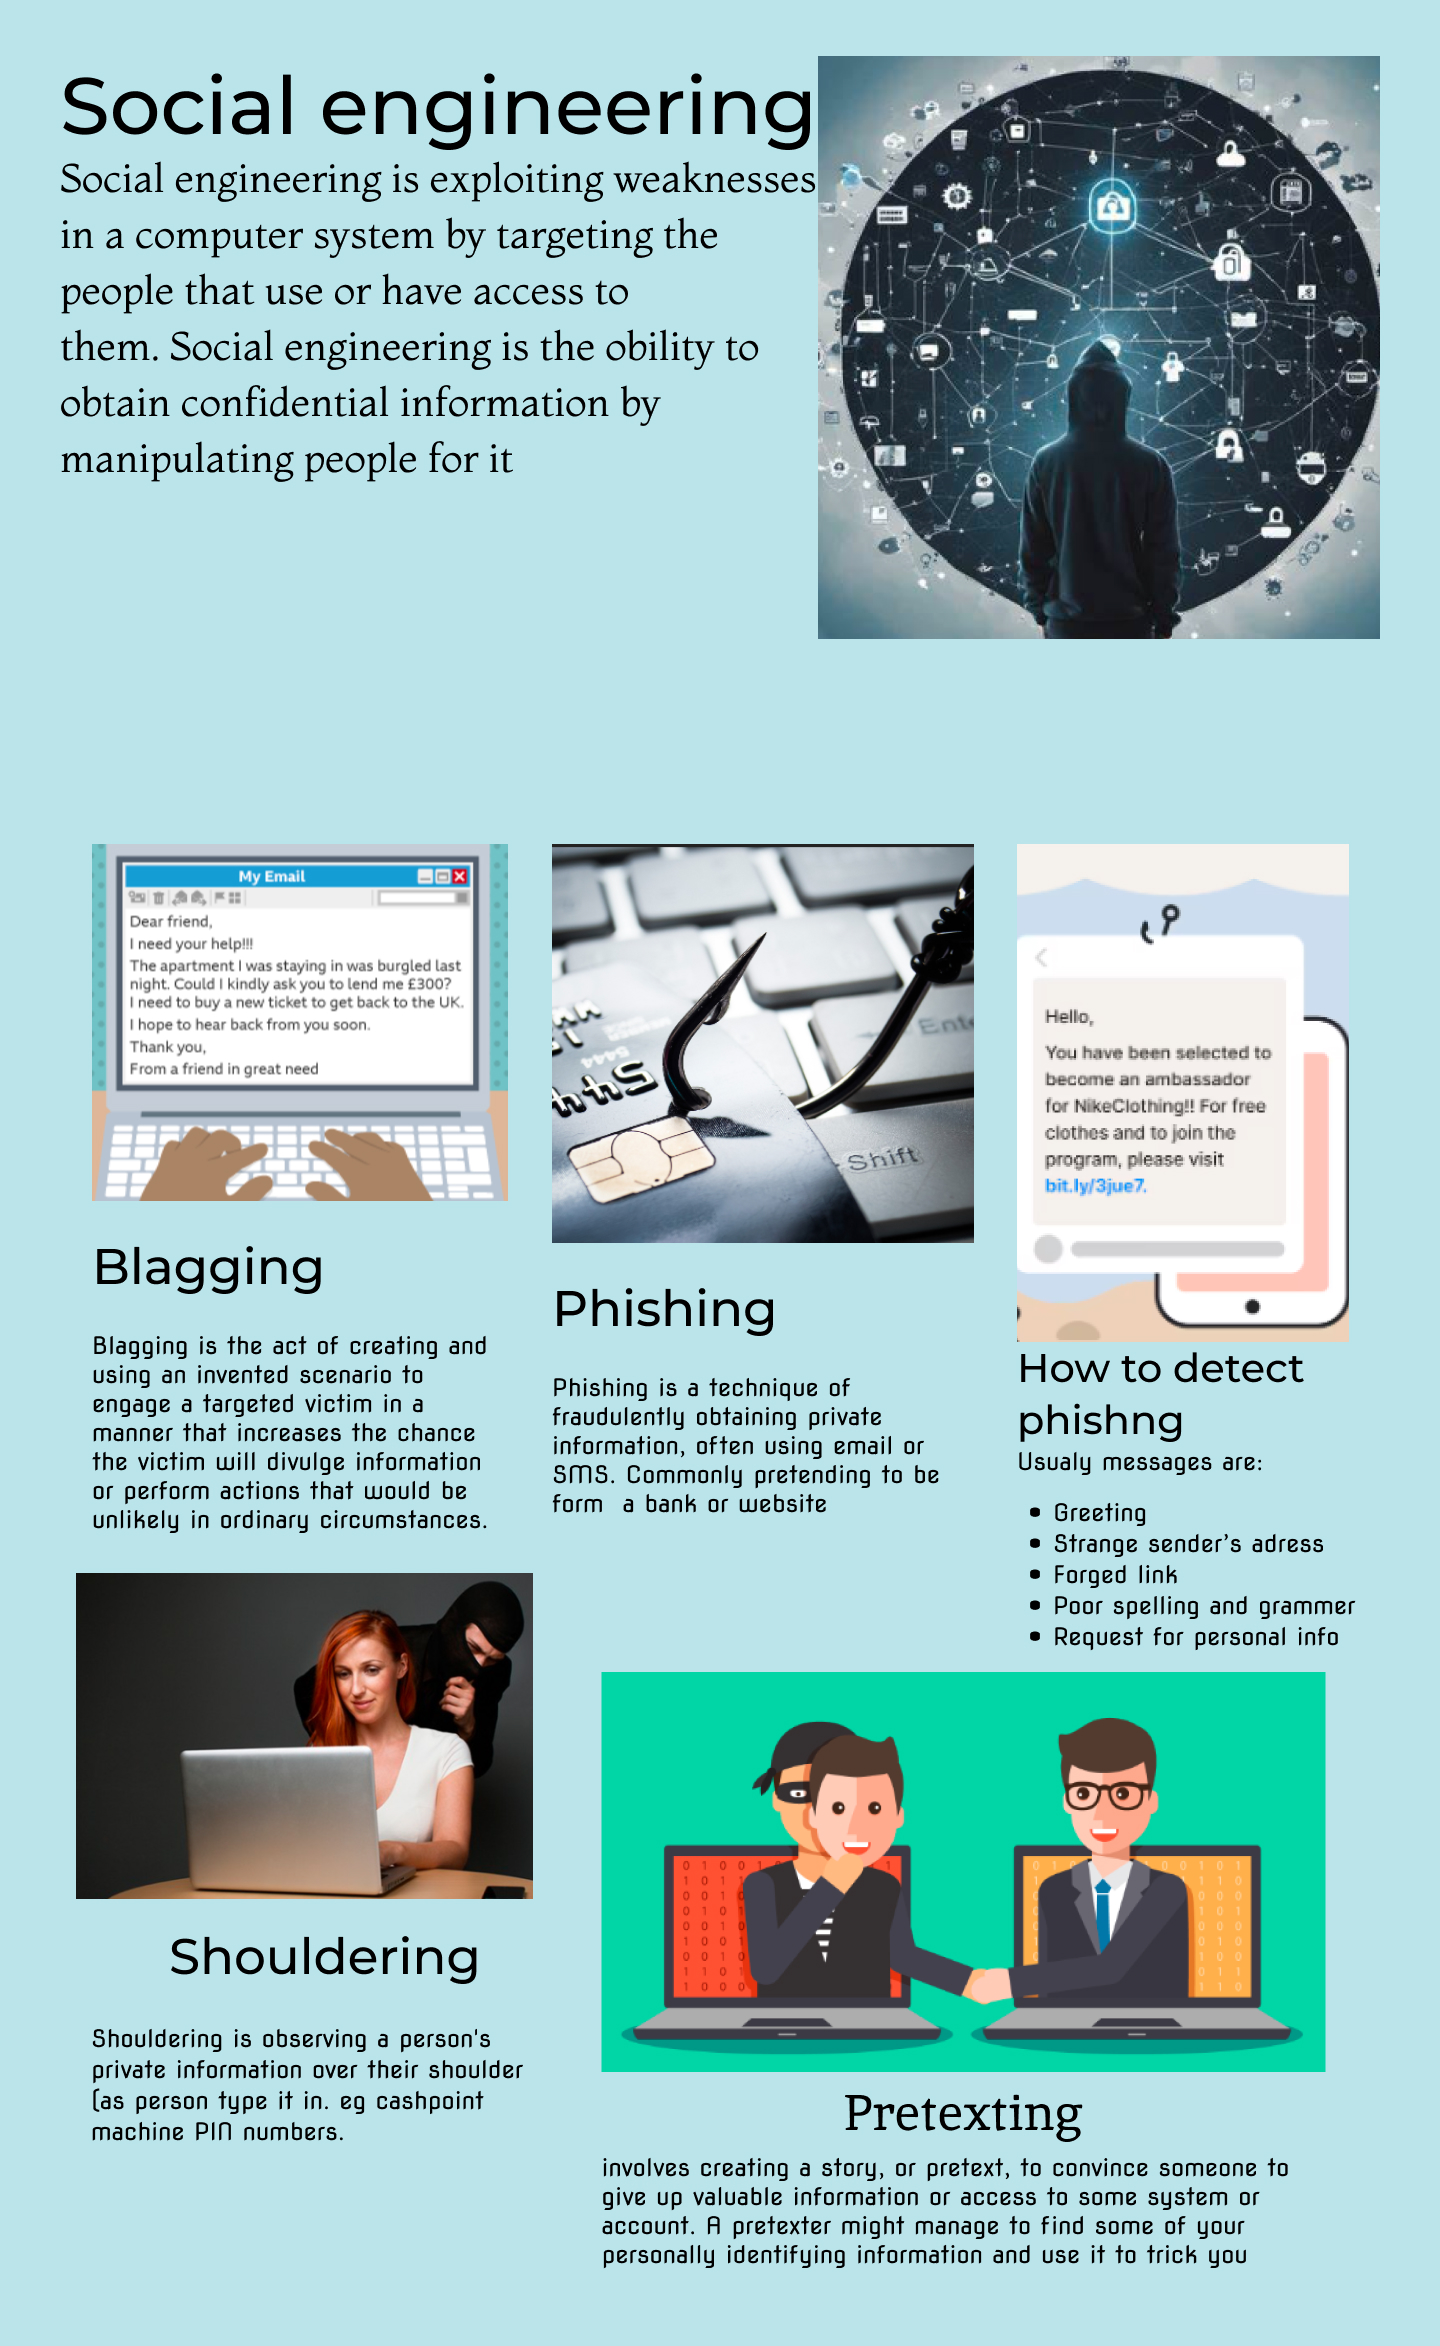 Social engineering
Social engineering is exploiting weaknesses
in a computer system by targeting the
people that use or have access to
them. Social engineering is the obility to
obtain confidential information by
manipulating people for it
My Email
Dear friend,
I need your help!!!
The apartment I was staying in was burgled last
night. Could I kindly ask you to lend me £300?
I need to buy a new ticket to get back to the UK.
I hope to hear back from you soon.
Thank you,
From a friend in great need
Blagging
Blagging is the act of creating and
using an invented scenario to
engage a targeted victim in a
manner that increases the chance
the victim will divulge information
or perform actions that would be
unlikely in ordinary circumstances.
Shift
Phishing
Phishing is a technique of
fraudulently obtaining private
information, often using email or
SMS. Commonly pretending to be
form a bank or website
Hello,
You have been selected to
become an ambassador
for NikeClothing!! For free
clothes and to join the
program, please visit
bit.ly/3jue7.
How to detect
phishng
Usualy messages are:
• Greeting
• Strange sender's adress
• Forged link
• Poor spelling and grammer
• Request for personal info
Shouldering
Shouldering is observing a person's
private information over their shoulder
(as person type it in. eg cashpoint
machine PIN numbers.
Pretexting
involves creating a story, or pretext, to convince someone to
give up valuable information or access to some system or
account. A pretexter might manage to find some of your
personally identifying information and use it to trick you